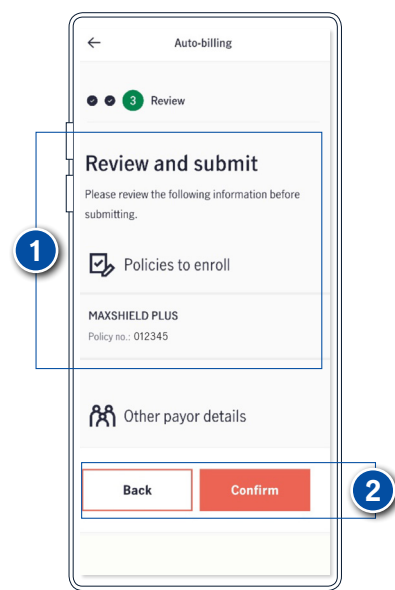 Auto-billing
3 Review
Review and submit
Please review the following information before
submitting.
1
Policies to enroll
MAXSHIELD PLUS
Policy no.: 012345
Other payor details
Back Confirm
2